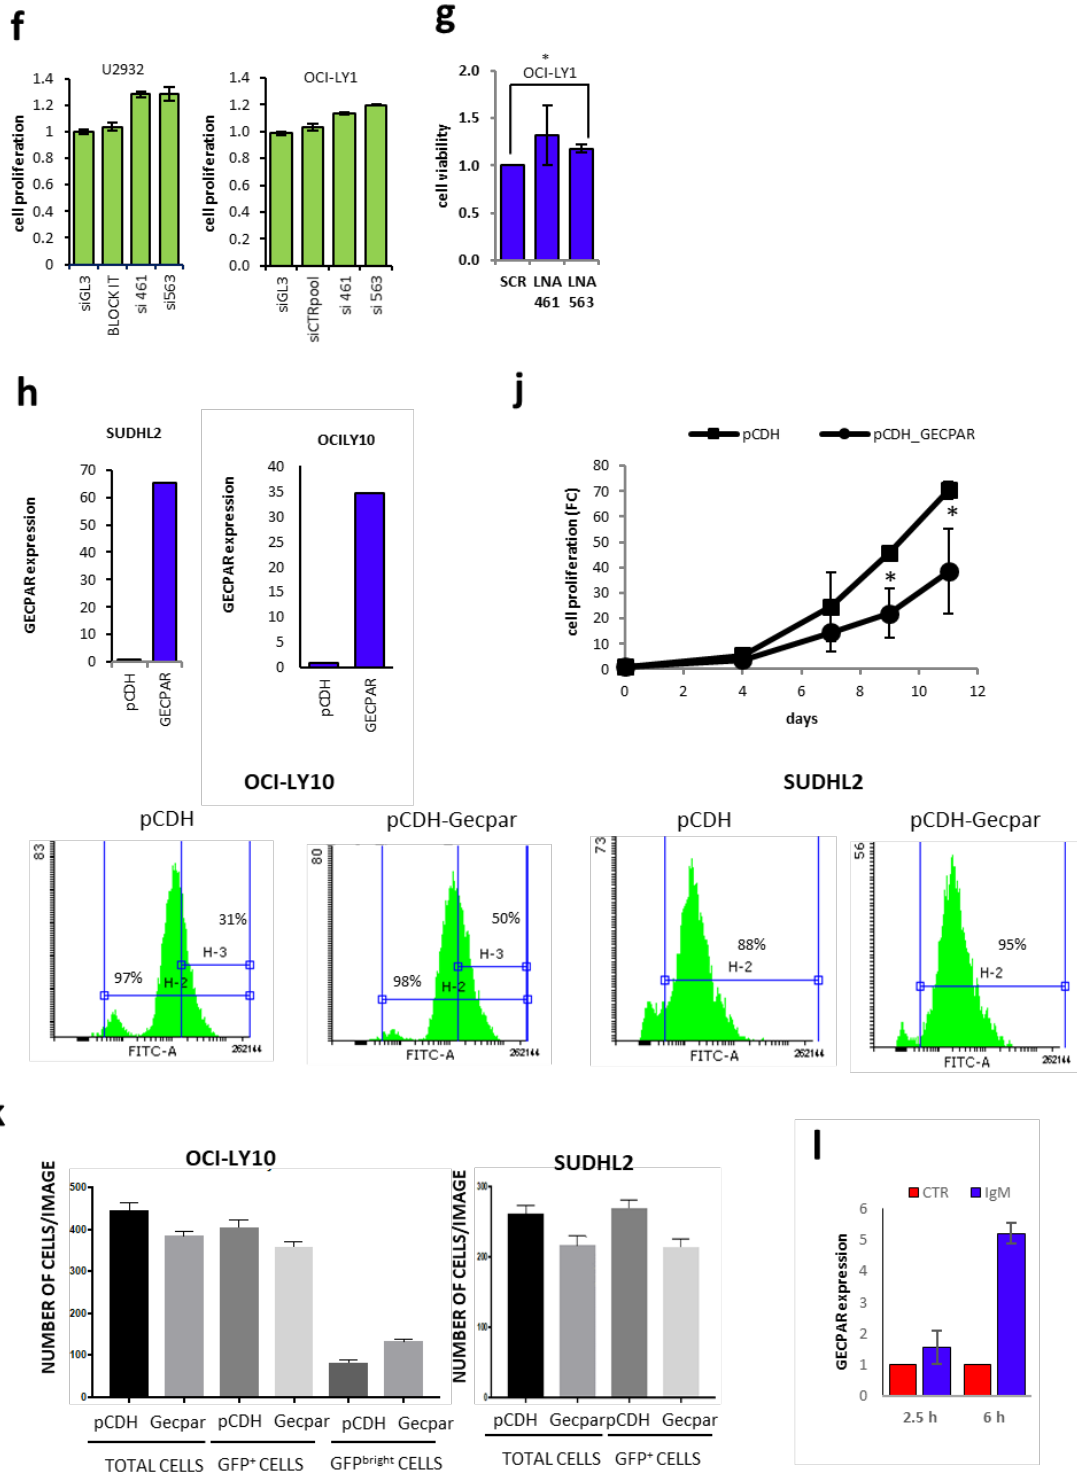 f
U2932
cell proliferation
1.4
1.2
1
0.8
0.6
0.4
0.2
0
siGL3
BLOCK IT
si 461
si563
OCI-LY1
cell proliferation
1.4
1.2
1.0
0.8
0.6
0.4
0.2
0.0
siGL3
siCTRpool
si 461
si 563
g
*
OCI-LY1
cell viability
2.0
1.5
1.0
0.5
0.0
SCR LNA LNA
461 563
h
SUDHL2
GECPAR expression
70
60
50
40
30
20
10
0
pCDH
GECPAR
OCILY10
GECPAR expression
40
35
30
25
20
15
10
5
0
pCDH
GECPAR
j
pCDH pCDH_GECPAR
cell proliferation (FC)
80
70
60
50
40
30
20
10
0
*
*
0 2 4 6 8 10 12
days
OCI-LY10
pCDH
83
31%
H-3
97%
H-2
FITC-A
262144
pCDH-Gecpar
80
50%
H-3
98%
H-2
FITC-A
262144
SUDHL2
pCDH
73
88%
H-2
FITC-A
262144
pCDH-Gecpar
56
95%
H-2
FITC-A
262144
k
OCI-LY10
NUMBER OF CELLS/IMAGE
500
400
300
200
100
0
pCDH Gecpar pCDH Gecpar pCDH Gecpar
TOTAL CELLS GFP+ CELLS GFPbright CELLS
SUDHL2
NUMBER OF CELLS/IMAGE
300
200
100
0
pCDH Gecpar pCDH Gecpar
TOTAL CELLS GFP+ CELLS
l
CTR IgM
GECPAR expression
6
5
4
3
2
1
0
2.5 h 6 h